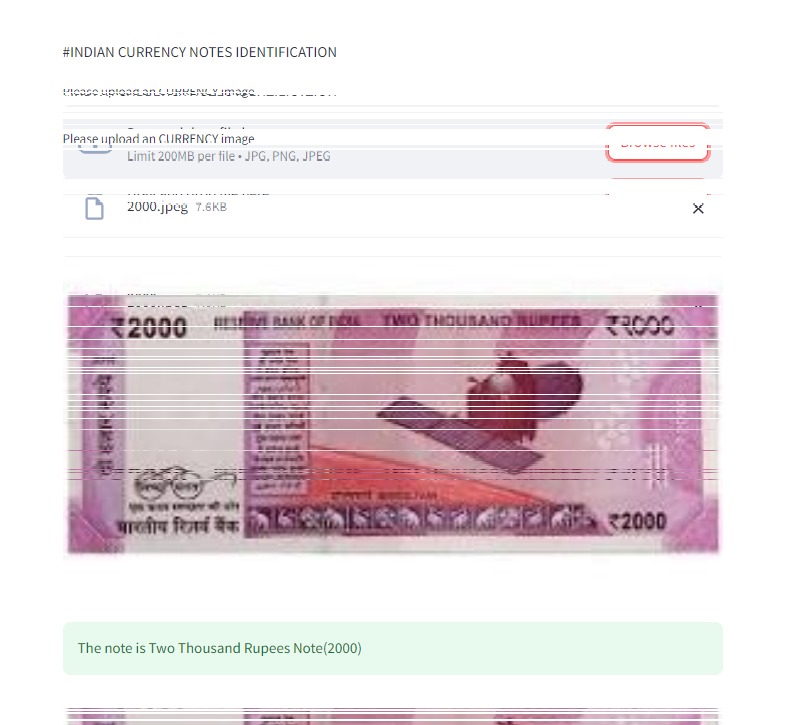 #INDIAN CURRENCY NOTES IDENTIFICATION
Please upload an CURRENCY image
Please upload an CURRENCY image
Browse files
Limit 200MB per file • JPG, PNG, JPEG
2000.jpeg 7.6KB
₹2000 RESERVE BANK OF INDIA TWO THOUSAND RUPEES ₹२०००
भारतीय रिज़र्व बैंक ₹2000
The note is Two Thousand Rupees Note(2000)